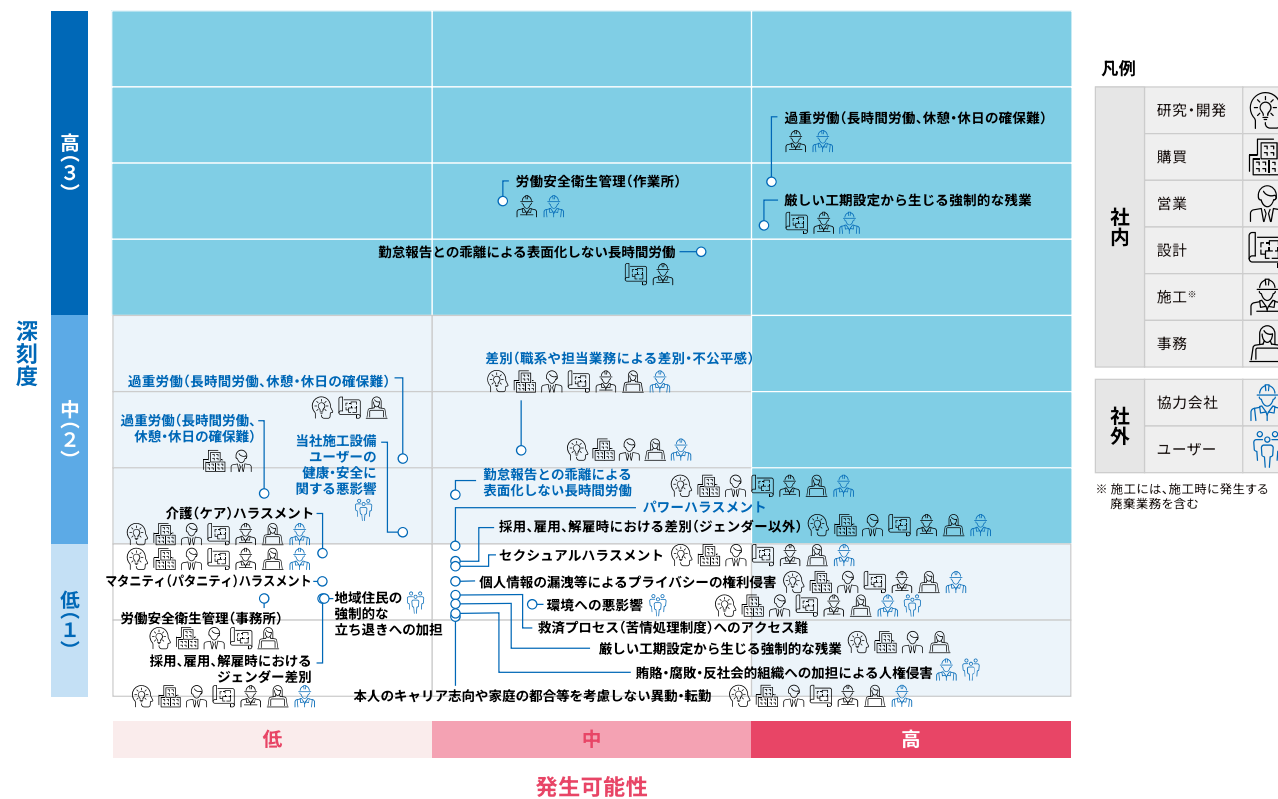 深刻度
高(3)
中(2)
低(1)
過重労働(長時間労働、休憩・休日の確保難)
労働安全衛生管理(作業所)
厳しい工期設定から生じる強制的な残業
勤怠報告との乖離による表面化しない長時間労働
差別(職系や担当業務による差別・不公平感)
過重労働(長時間労働、休憩・休日の確保難)
過重労働(長時間労働、
休憩・休日の確保難)
当社施工設備
ユーザーの
健康・安全に
関する悪影響
勤怠報告との乖離による
表面化しない長時間労働
パワーハラスメント
介護(ケア)ハラスメント
採用、雇用、解雇時における差別(ジェンダー以外)
セクシュアルハラスメント
マタニティ(パタニティ)ハラスメント
個人情報の漏洩等によるプライバシーの権利侵害
地域住民の
強制的な
立ち退きへの加担
環境への悪影響
労働安全衛生管理(事務所)
救済プロセス(苦情処理制度)へのアクセス難
厳しい工期設定から生じる強制的な残業
採用、雇用、解雇時における
ジェンダー差別
賄賂・腐敗・反社会的組織への加担による人権侵害
本人のキャリア志向や家庭の都合等を考慮しない異動・転勤
低
中
高
発生可能性
凡例
社内
研究・開発
購買
営業
設計
施工※
事務
社外
協力会社
ユーザー
※ 施工には、施工時に発生する
廃棄業務を含む